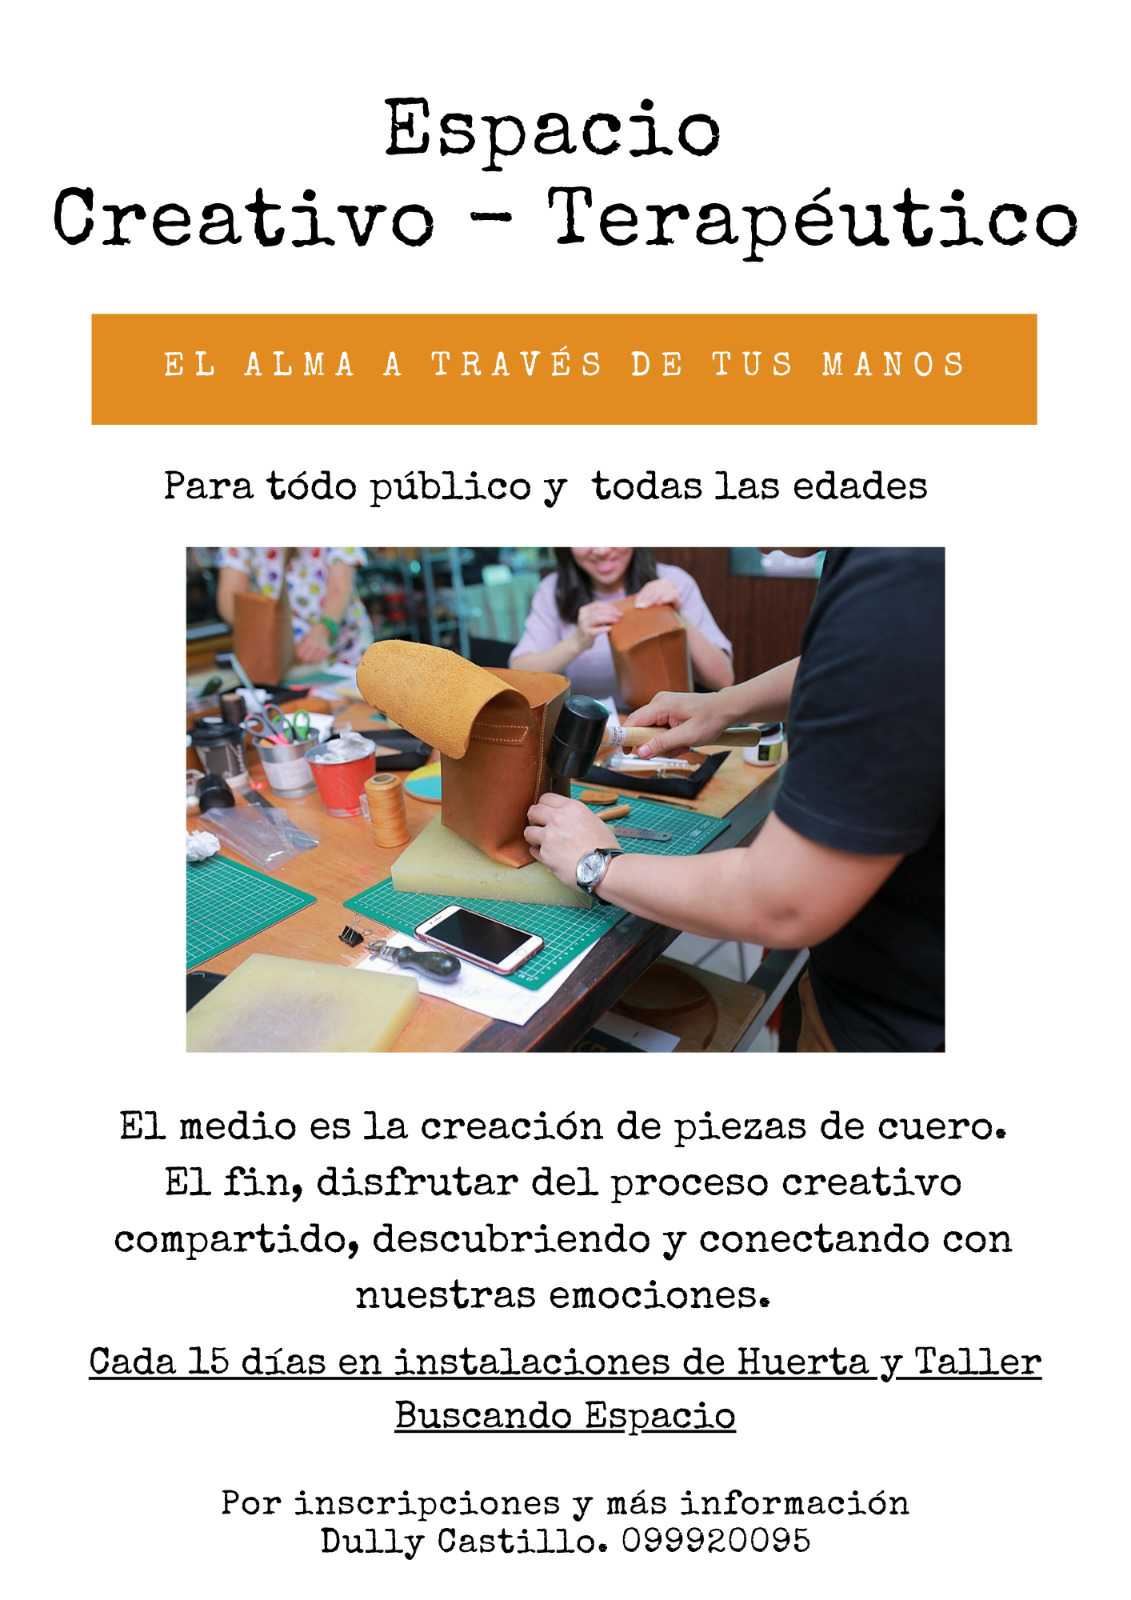 Espacio
Creativo - Terapéutico
EL ALMA A TRAVÉS DE TUS MANOS
Para tódo público y todas las edades
El medio es la creación de piezas de cuero.
El fin, disfrutar del proceso creativo
compartido, descubriendo y conectando con
nuestras emociones.
Cada 15 días en instalaciones de Huerta y Taller
Buscando Espacio
Por inscripciones y más información
Dully Castillo. 099920095